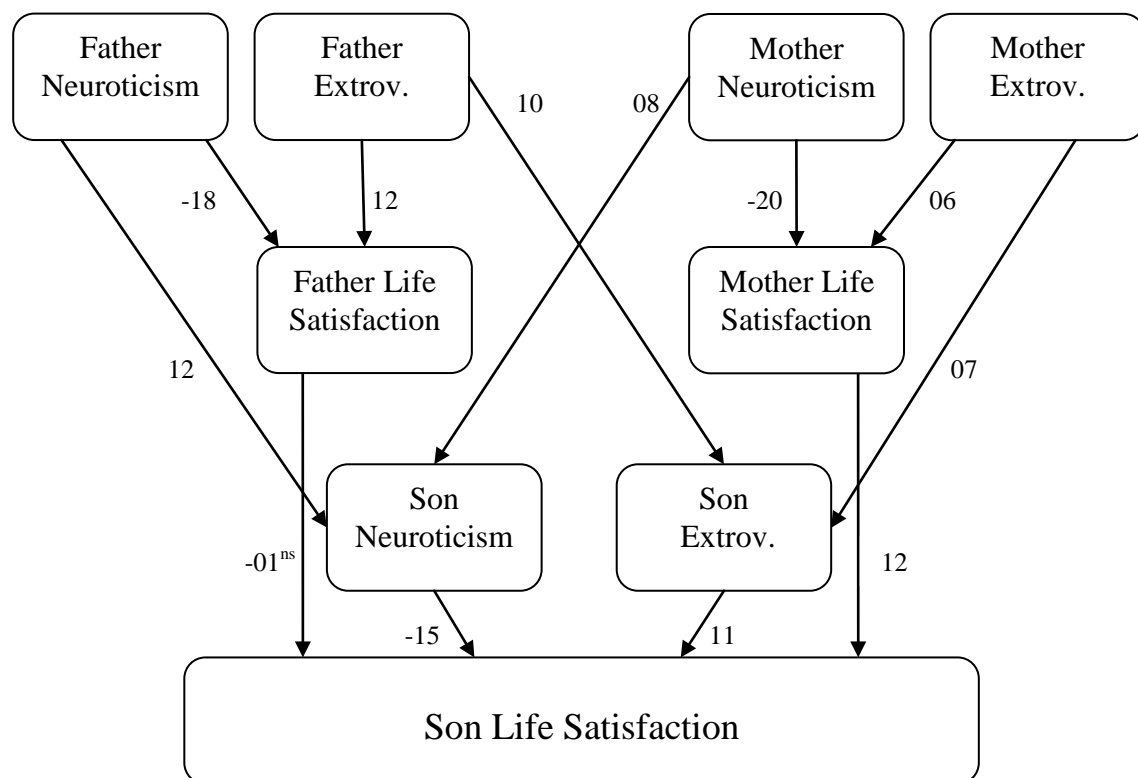 Father
Neuroticism
Father
Extrov.
Mother
Neuroticism
Mother
Extrov.
10
08
-18
12
-20
06
Father Life
Satisfaction
Mother Life
Satisfaction
12
07
Son
Neuroticism
Son
Extrov.
-01ns
12
-15
11
Son Life Satisfaction